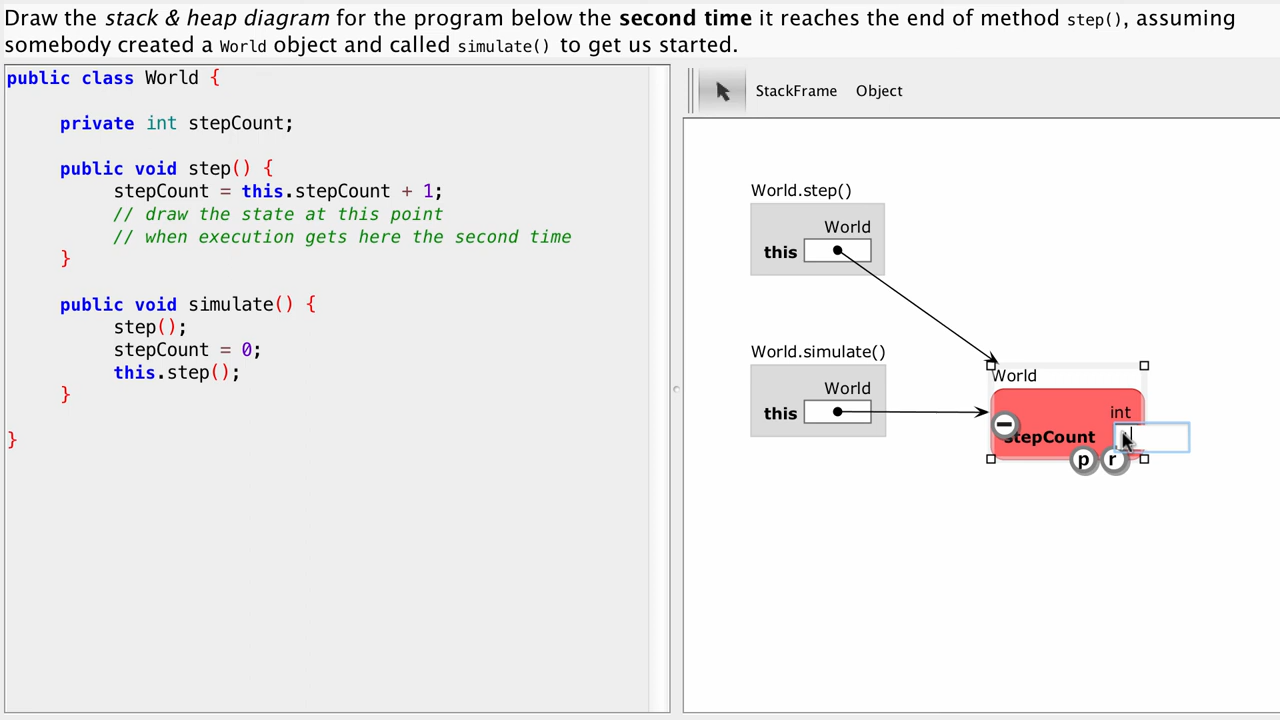 Draw the stack & heap diagram for the program below the second time it reaches the end of method step(), assuming
somebody created a World object and called simulate() to get us started.
public class World {
private int stepCount;
public void step() {
stepCount = this.stepCount + 1;
// draw the state at this point
// when execution gets here the second time
}
public void simulate() {
step();
stepCount = 0;
this.step();
}
}
StackFrame Object
World.step()
World
this
World.simulate()
World
this
World
int
stepCount
p r